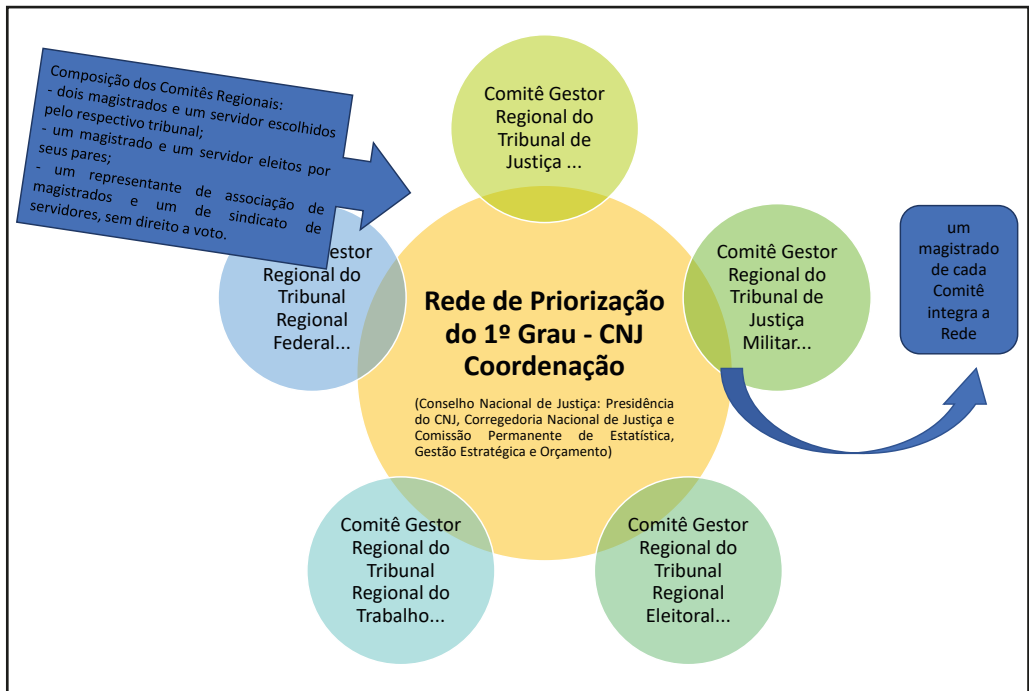 Composição dos Comitês Regionais:
- dois magistrados e um servidor escolhidos
pelo respectivo tribunal;
- um magistrado e um servidor eleitos por
seus pares;
- um representante de associação de
magistrados e um de sindicato de
servidores, sem direito a voto.
Comitê Gestor
Regional do
Tribunal de
Justiça ...
estor
Regional do
Tribunal
Regional
Federal...
Rede de Priorização
do 1º Grau - CNJ
Coordenação
(Conselho Nacional de Justiça: Presidência
do CNJ, Corregedoria Nacional de Justiça e
Comissão Permanente de Estatística,
Gestão Estratégica e Orçamento)
Comitê Gestor
Regional do
Tribunal de
Justiça
Militar...
um
magistrado
de cada
Comitê
integra a
Rede
Comitê Gestor
Regional do
Tribunal
Regional do
Trabalho...
Comitê Gestor
Regional do
Tribunal
Regional
Eleitoral...